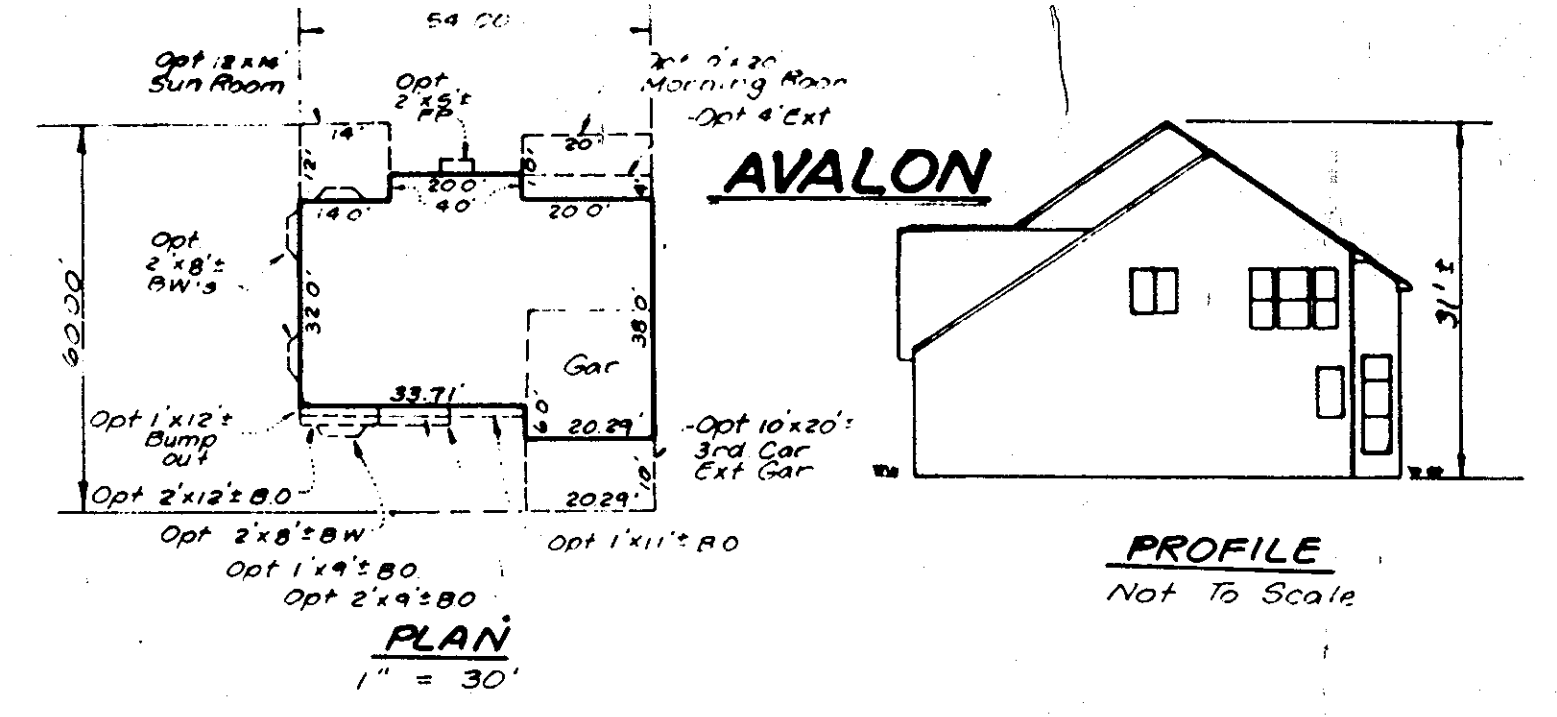 54.00
Opt 12x14'
Sun Room
Opt
2'x5'±
FP
Morning Room
-Opt 4'Ext
14'
12'
20'
8'
4'
20.0'
4.0'
14.0'
20.0'
AVALON
Opt
2'x8'±
BW's
60.00'
32.0'
38.0'
Gar
33.71'
6.0'
20.29'
Opt 1'x12'±
Bump
out
-Opt 10'x20'±
3rd Car
Ext Gar
10'
Opt 2'x12'± B.O
20.29'
Opt 2'x8'± BW
Opt 1'x11'± BO
Opt 1'x9'± BO
Opt 2'x9'± BO
PLAN
1" = 30'
31'±
PROFILE
Not To Scale